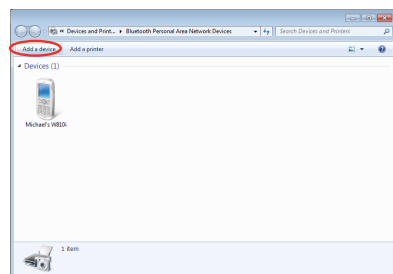 « Devices and Print... ▸ Bluetooth Personal Area Network Devices
Search Devices and Printers
Add a device
Add a printer
Devices (1)
Michael's W810i
1 item